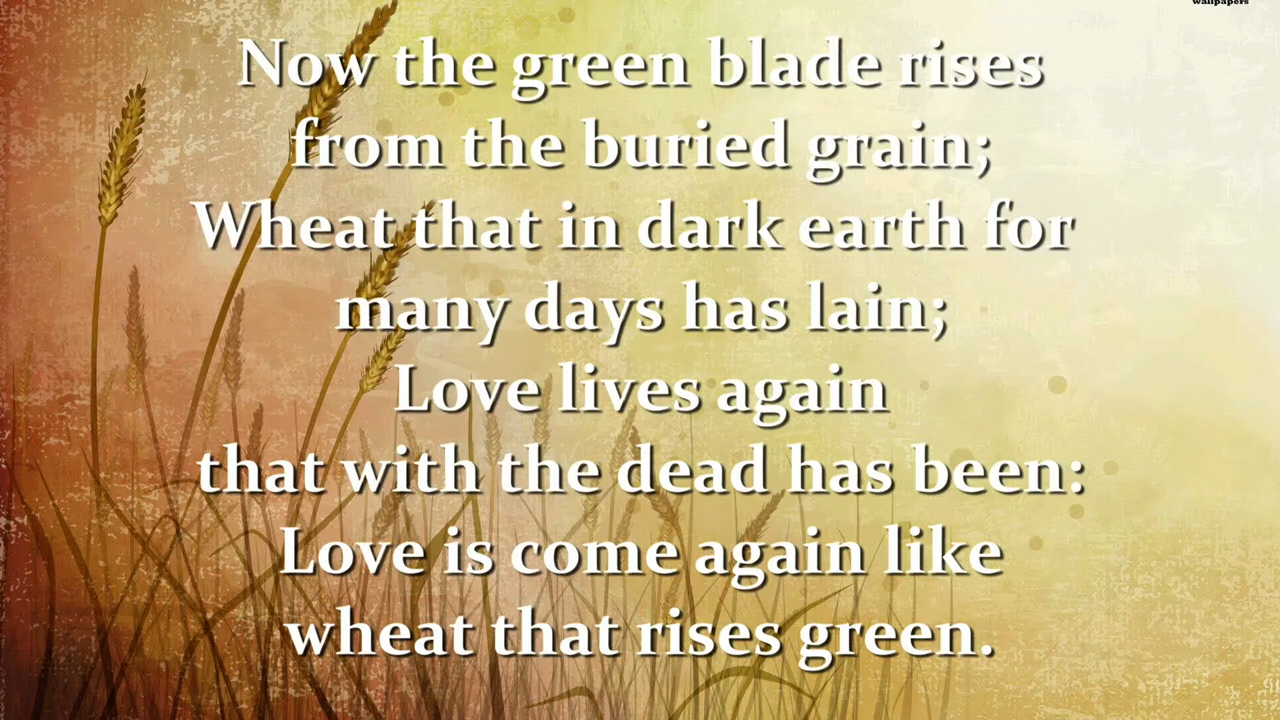 wallpapers
Now the green blade rises
from the buried grain;
Wheat that in dark earth for
many days has lain;
Love lives again
that with the dead has been:
Love is come again like
wheat that rises green.